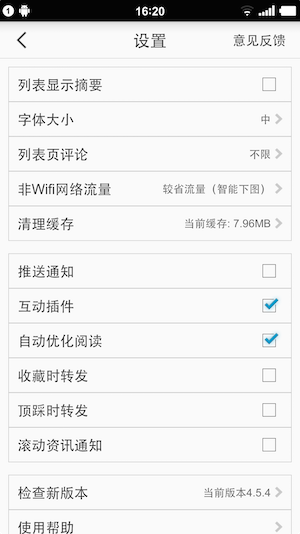 1 16:20
设置 意见反馈
列表显示摘要
字体大小 中
列表页评论 不限
非Wifi网络流量 较省流量（智能下图）
清理缓存 当前缓存: 7.96MB
推送通知
互动插件
自动优化阅读
收藏时转发
顶踩时转发
滚动资讯通知
检查新版本 当前版本4.5.4
使用帮助